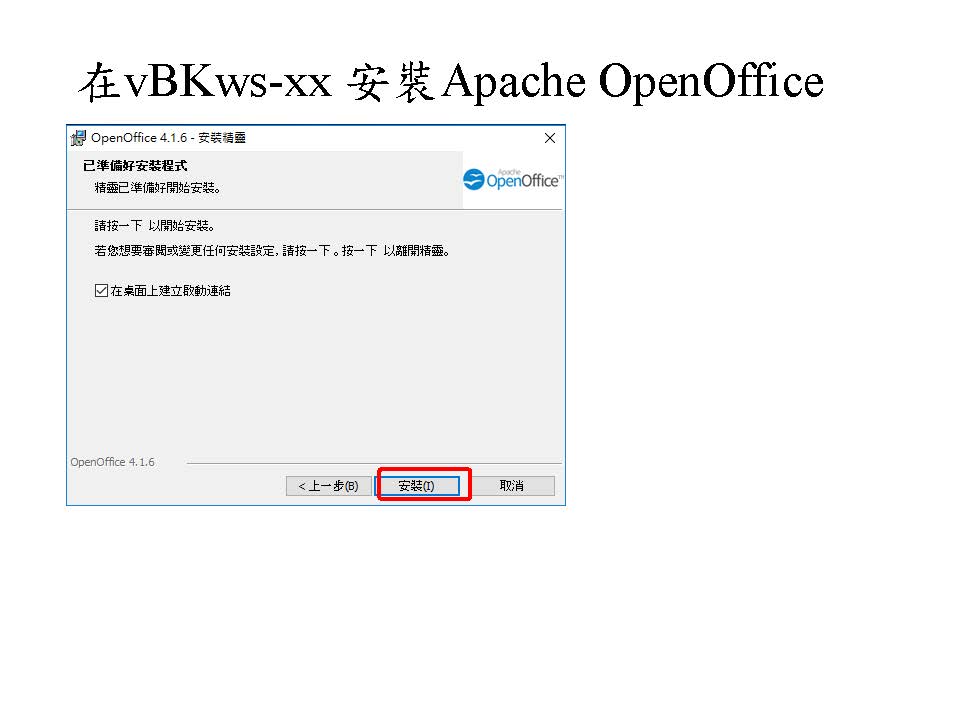 在vBKws-xx 安裝Apache OpenOffice
OpenOffice 4.1.6 - 安裝精靈
已準備好安裝程式
精靈已準備好開始安裝。
Apache
OpenOffice™
請按一下 以開始安裝。
若您想要審閱或變更任何安裝設定, 請按一下 。按一下 以離開精靈。
在桌面上建立啟動連結
OpenOffice 4.1.6
< 上一步(B)
安裝(I)
取消